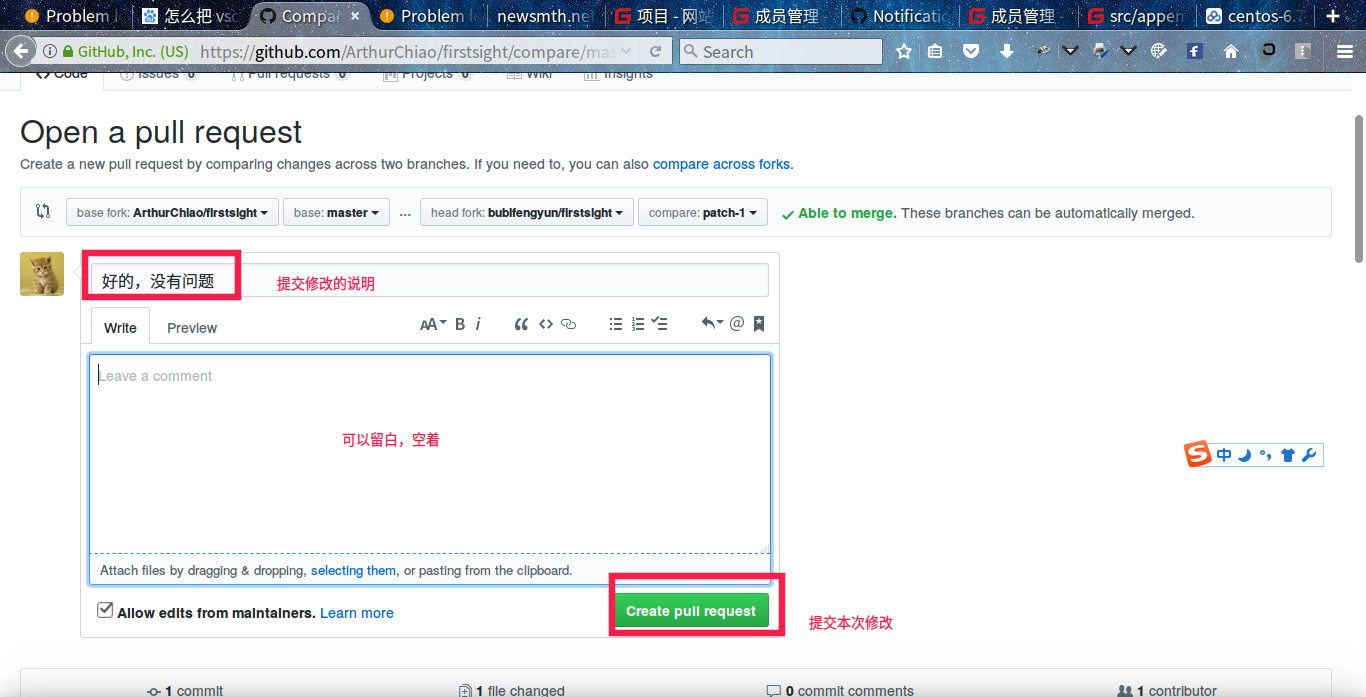 Problem l
怎么把 vsc
Compar
Problem lo
newsmth.net
项目 - 网站
成员管理
Notificatio
成员管理 -
src/apper
centos-6.7
GitHub, Inc. (US)
https://github.com/ArthurChiao/firstsight/compare/mas
Search
Code
Issues 0
Pull requests 0
Projects 0
Wiki
Insights
Open a pull request
Create a new pull request by comparing changes across two branches. If you need to, you can also compare across forks.
base fork: ArthurChiao/firstsight
base: master
...
head fork: bubifengyun/firstsight
compare: patch-1
Able to merge. These branches can be automatically merged.
好的，没有问题
提交修改的说明
Write
Preview
AA B i
Leave a comment
可以留白，空着
中
Attach files by dragging & dropping, selecting them, or pasting from the clipboard.
Allow edits from maintainers. Learn more
Create pull request
提交本次修改
1 commit
1 file changed
0 commit comments
1 contributor